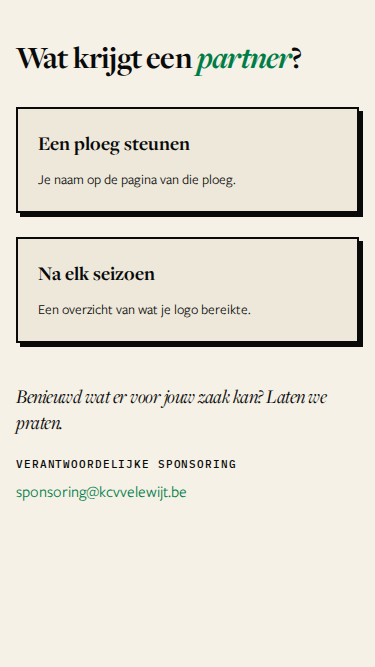 Wat krijgt een partner?
Een ploeg steunen
Je naam op de pagina van die ploeg.
Na elk seizoen
Een overzicht van wat je logo bereikte.
Benieuwd wat er voor jouw zaak kan? Laten we
praten.
VERANTWOORDELIJKE SPONSORING
sponsoring@kcvvelewijt.be